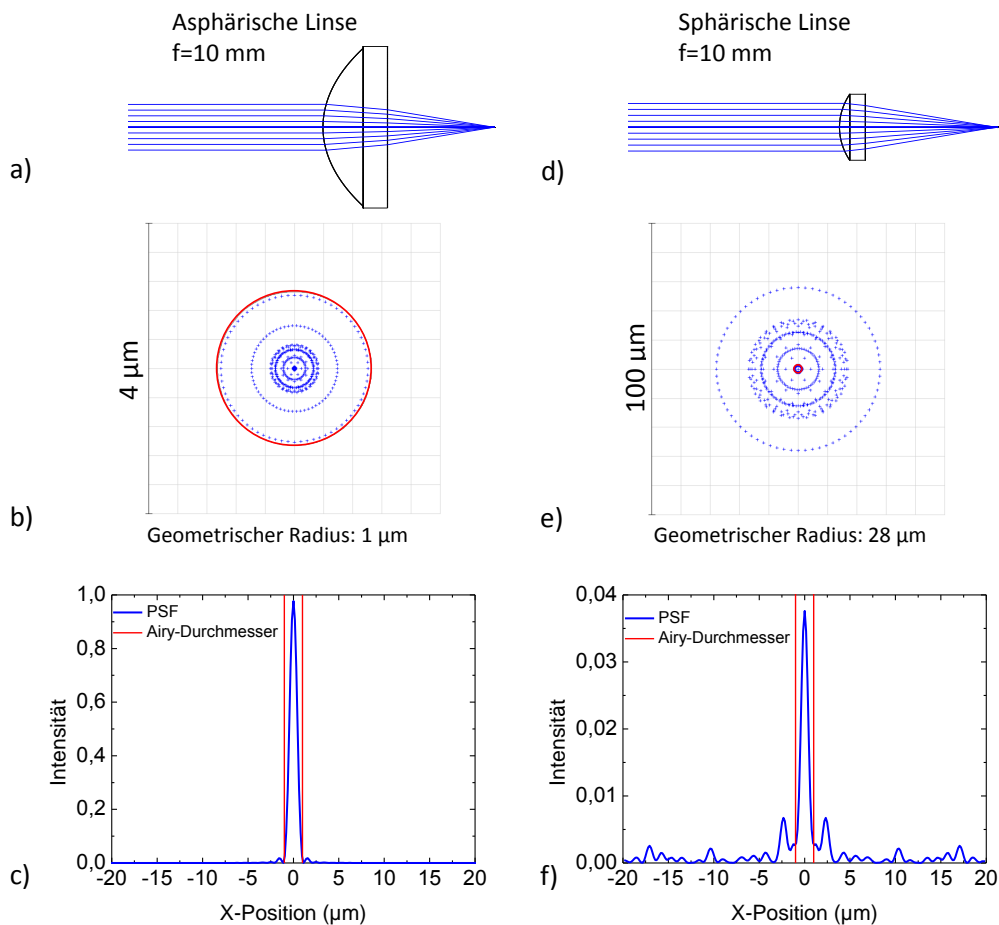 Asphärische Linse
f=10 mm
a)
4 µm
b)
Geometrischer Radius: 1 µm
1,0
0,8
0,6
0,4
0,2
0,0
Intensität
PSF
Airy-Durchmesser
-20 -15 -10 -5 0 5 10 15 20
X-Position (µm)
c)
Sphärische Linse
f=10 mm
d)
100 µm
e)
Geometrischer Radius: 28 µm
0,04
0,03
0,02
0,01
0,00
Intensität
PSF
Airy-Durchmesser
-20 -15 -10 -5 0 5 10 15 20
X-Position (µm)
f)